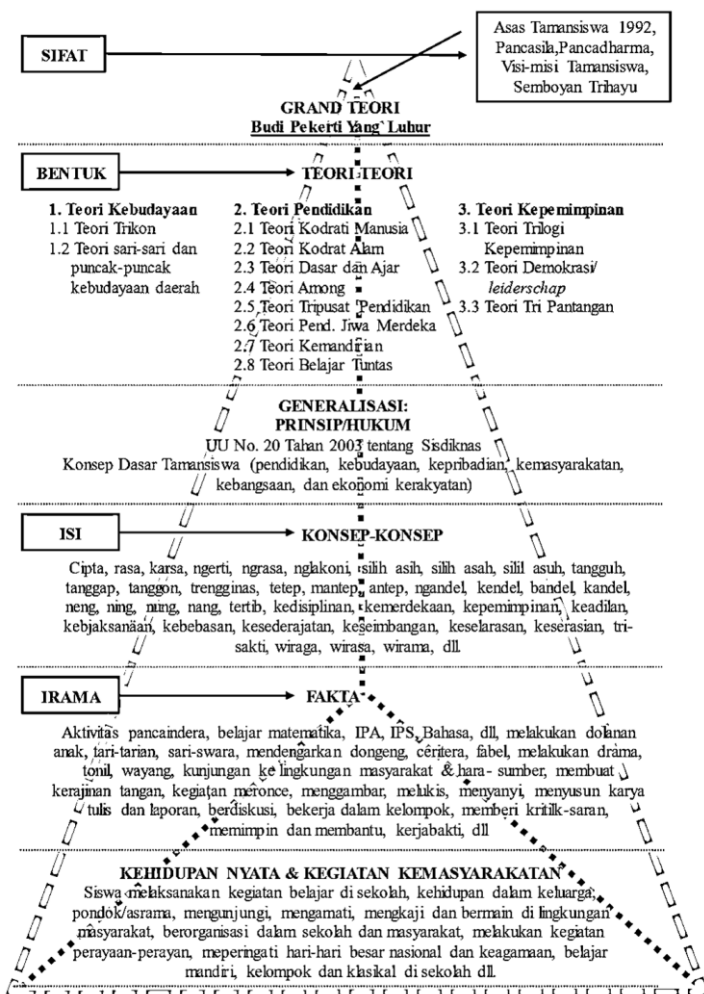 SIFAT
Asas Tamansiswa 1992,
Pancasila,Pancadharma,
Visi-misi Tamansiswa,
Semboyan Trihayu
GRAND TEORI
Budi Pekerti Yang Luhur
BENTUK
TEORI-TEORI
1. Teori Kebudayaan
1.1 Teori Trikon
1.2 Teori sari-sari dan
puncak-puncak
kebudayaan daerah
2. Teori Pendidikan
2.1 Teori Kodrati Manusia
2.2 Teori Kodrat Alam
2.3 Teori Dasar dan Ajar
2.4 Teori Among
2.5 Teori Tripusat Pendidikan
2.6 Teori Pend. Jiwa Merdeka
2.7 Teori Kemandirian
2.8 Teori Belajar Tuntas
3. Teori Kepemimpinan
3.1 Teori Trilogi
Kepemimpinan
3.2 Teori Demokrasi/
leiderschap
3.3 Teori Tri Pantangan
GENERALISASI:
PRINSIP/HUKUM
UU No. 20 Tahan 2003 tentang Sisdiknas
Konsep Dasar Tamansiswa (pendidikan, kebudayaan, kepribadian, kemasyarakatan,
kebangsaan, dan ekonomi kerakyatan)
ISI
KONSEP-KONSEP
Cipta, rasa, karsa, ngerti, ngrasa, nglakoni, silih asih, silih asah, silil asuh, tangguh,
tanggap, tanggon, trengginas, tetep, mantep, antep, ngandel, kendel, bandel, kandel,
neng, ning, nung, nang, tertib, kedisiplinan, kemerdekaan, kepemimpinan, keadilan,
kebjaksanaan, kebebasan, kesederajatan, keseimbangan, keselarasan, keserasian, tri-
sakti, wiraga, wirasa, wirama, dll.
IRAMA
FAKTA
Aktivitas pancaindera, belajar matematika, IPA, IPS, Bahasa, dll, melakukan dolanan
anak, tari-tarian, sari-swara, mendengarkan dongeng, ceritera, fabel, melakukan drama,
tonil, wayang, kunjungan ke lingkungan masyarakat & hara- sumber, membuat
kerajinan tangan, kegiatan meronce, menggambar, melukis, menyanyi, menyusun karya
tulis dan laporan, berdiskusi, bekerja dalam kelompok, memberi kritilk-saran,
memimpin dan membantu, kerjabakti, dll
KEHIDUPAN NYATA & KEGIATAN KEMASYARAKATAN
Siswa melaksanakan kegiatan belajar di sekolah, kehidupan dalam keluarga,
pondok/asrama, mengunjungi, mengamati, mengkaji dan bermain di lingkungan
masyarakat, berorganisasi dalam sekolah dan masyarakat, melakukan kegiatan
perayaan-perayan, meperingati hari-hari besar nasional dan keagamaan, belajar
mandiri, kelompok dan klasikal di sekolah dll.